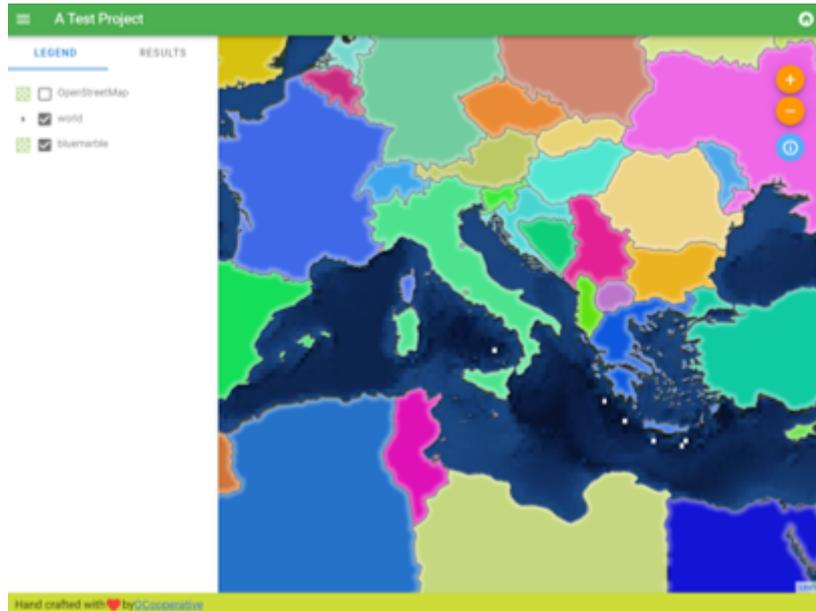 A Test Project
LEGEND RESULTS
OpenStreetMap
world
bluemarble
Hand crafted with❤by QCooperative